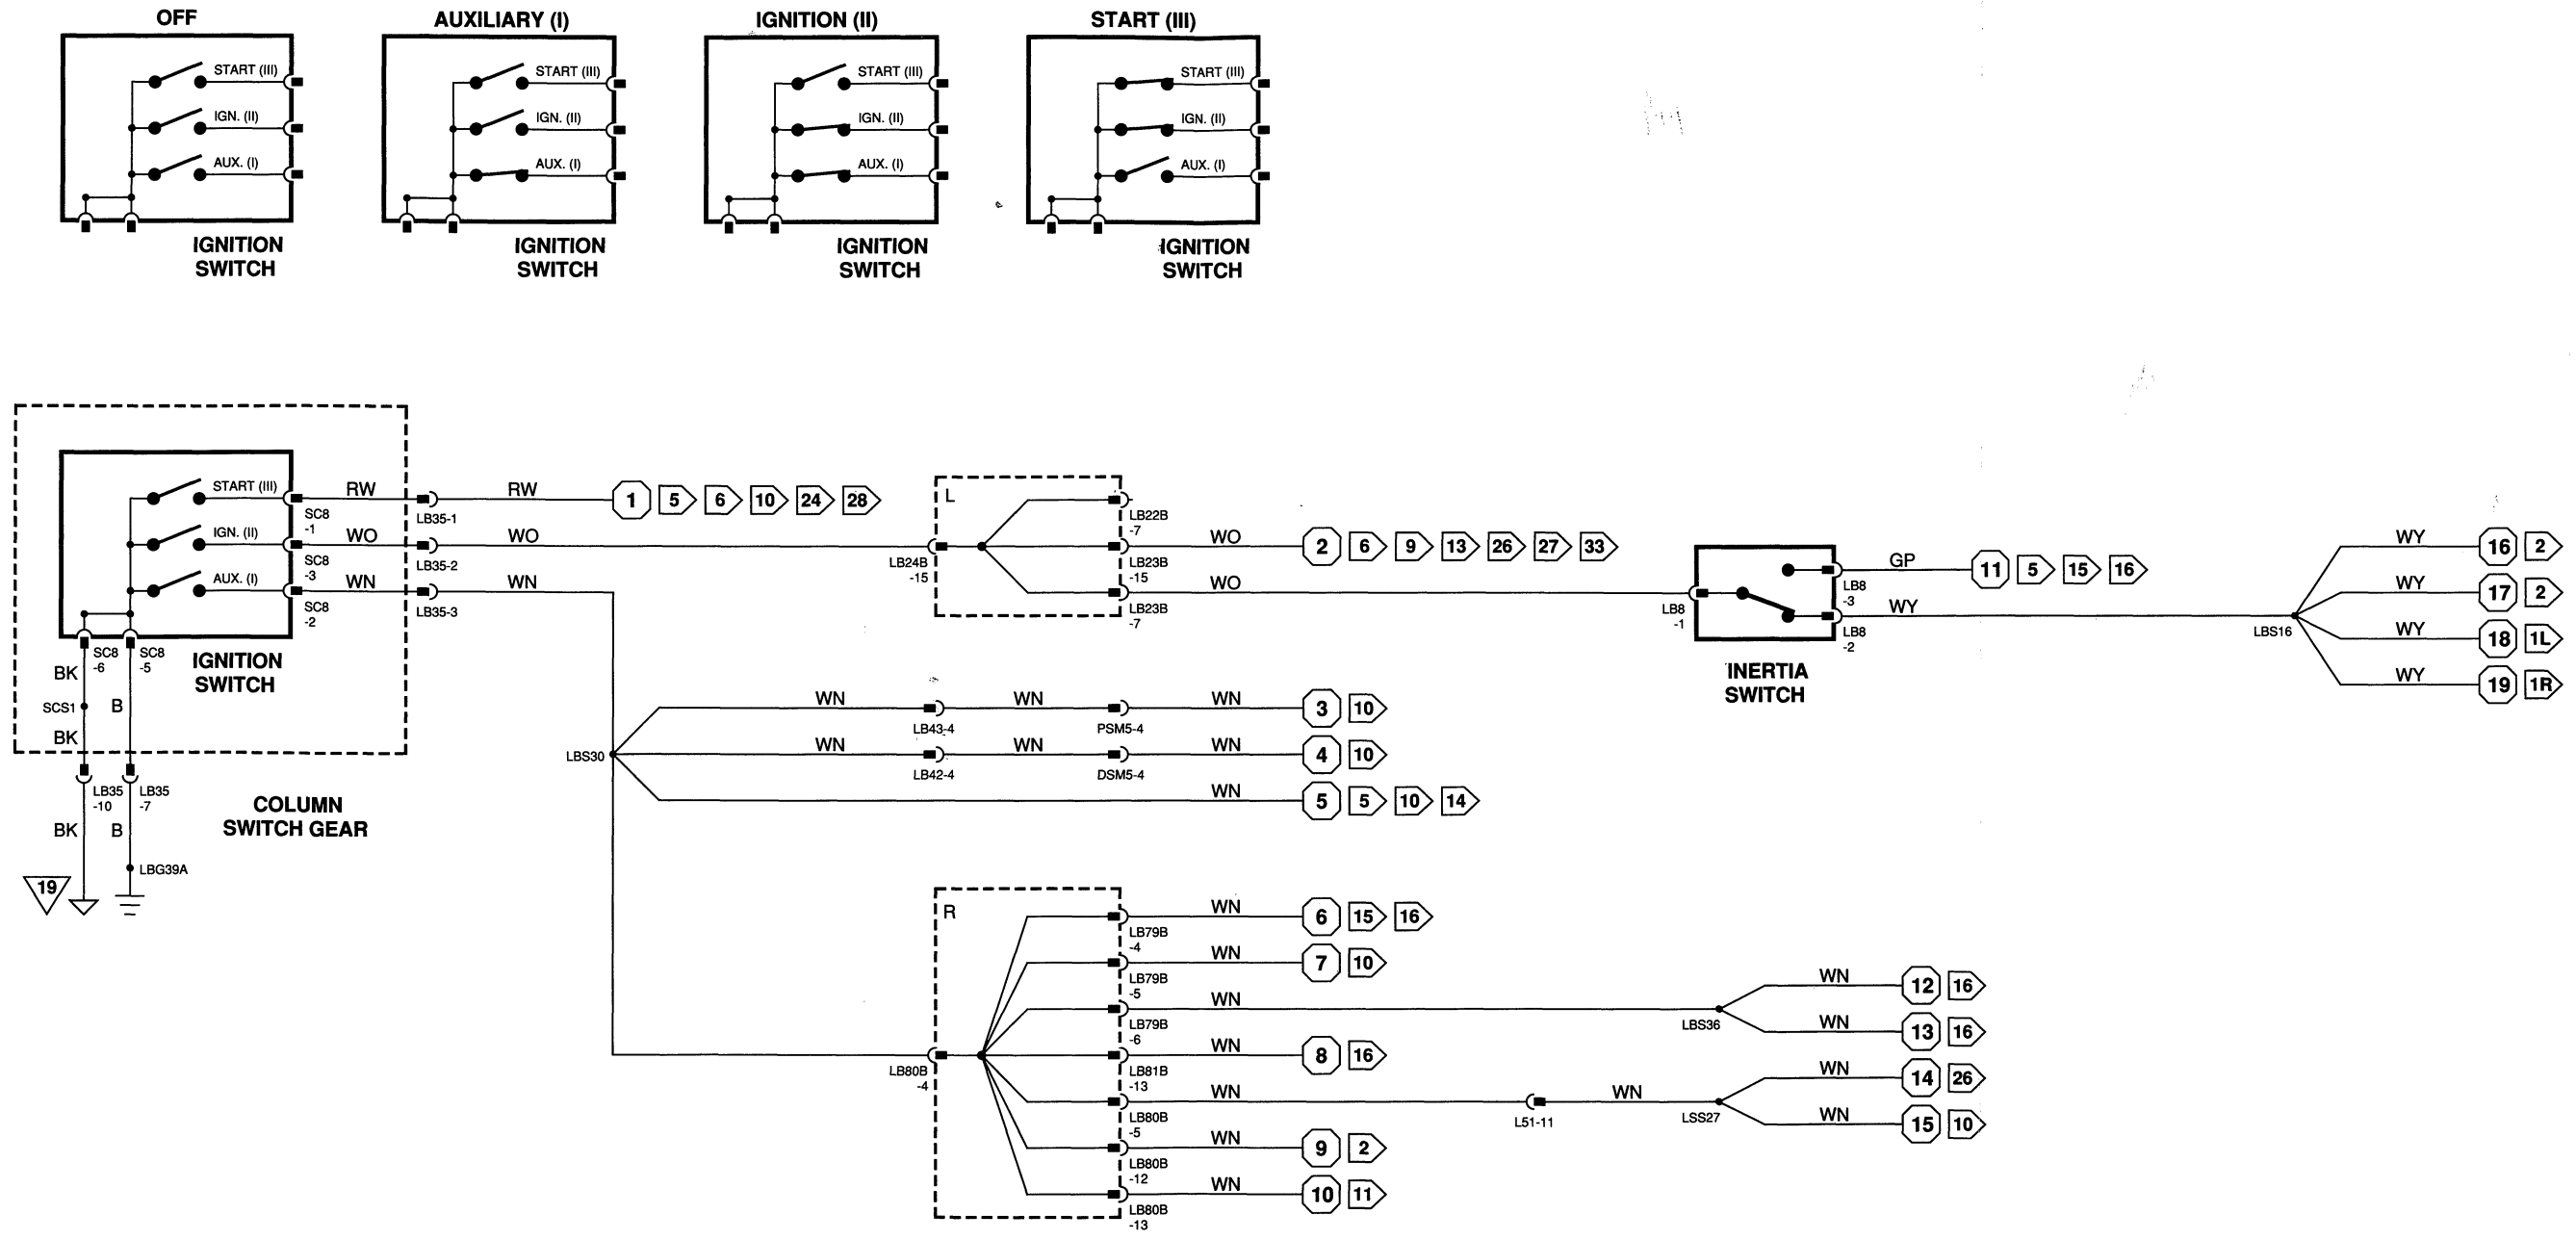 OFF
START (III)
IGN. (II)
AUX. (I)
IGNITION
SWITCH
AUXILIARY (I)
START (III)
IGN. (II)
AUX. (I)
IGNITION
SWITCH
IGNITION (II)
START (III)
IGN. (II)
AUX. (I)
IGNITION
SWITCH
START (III)
START (III)
IGN. (II)
AUX. (I)
IGNITION
SWITCH
START (III)
IGN. (II)
AUX. (I)
IGNITION
SWITCH
COLUMN
SWITCH GEAR
SC8
-1
SC8
-3
SC8
-2
SC8
-6
SC8
-5
BK
SCS1
B
BK
LB35
-10
LB35
-7
BK
B
LBG39A
19
RW
LB35-1
RW
1 5 6 10 24 28
WO
LB35-2
WO
LB24B
-15
WN
LB35-3
WN
L
LB22B
-7
LB23B
-15
LB23B
-7
WO
2 6 9 13 26 27 33
WO
LB8
-1
INERTIA
SWITCH
LB8
-3
LB8
-2
GP
11 5 15 16
WY
LBS16
WY
16 2
WY
17 2
WY
18 1L
WY
19 1R
LBS30
WN
LB43-4
WN
PSM5-4
WN
3 10
WN
LB42-4
WN
DSM5-4
WN
4 10
WN
5 5 10 14
LB80B
-4
R
LB79B
-4
WN
6 15 16
LB79B
-5
WN
7 10
LB79B
-6
WN
LBS36
WN
12 16
WN
13 16
LB81B
-13
WN
8 16
LB80B
-5
WN
L51-11
WN
LSS27
WN
14 26
WN
15 10
LB80B
-12
WN
9 2
LB80B
-13
WN
10 11